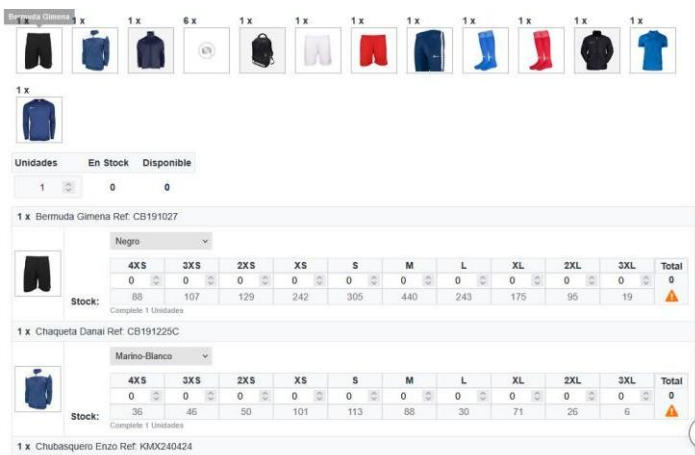 Bermuda Gimena
1 x 1 x 6 x 1 x 1 x 1 x 1 x 1 x 1 x 1 x 1 x
1 x
Unidades En Stock Disponible
1 0 0
1 x Bermuda Gimena Ref: CB191027
Negro
4XS 3XS 2XS XS S M L XL 2XL 3XL Total
0 0 0 0 0 0 0 0 0 0 0
Stock: 88 107 129 242 305 440 243 175 95 19
Complete 1 Unidades
1 x Chaqueta Danai Ref: CB191225C
Marino-Blanco
4XS 3XS 2XS XS S M L XL 2XL 3XL Total
0 0 0 0 0 0 0 0 0 0 0
Stock: 36 46 50 101 113 88 30 71 26 6
Complete 1 Unidades
1 x Chubasquero Enzo Ref: KMX240424